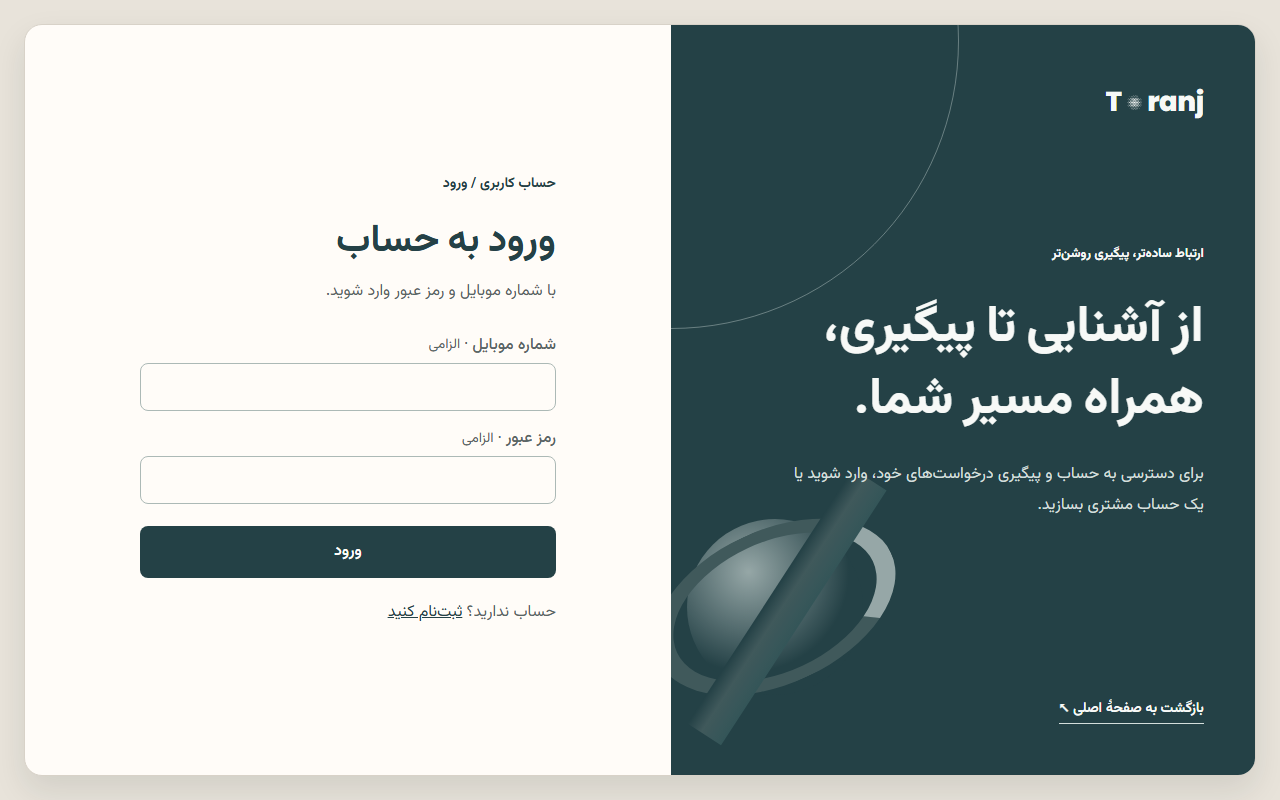 T ranj
ارتباط ساده‌تر، پیگیری روشن‌تر
از آشنایی تا پیگیری،
همراه مسیر شما.
برای دسترسی به حساب و پیگیری درخواست‌های خود، وارد شوید یا
یک حساب مشتری بسازید.
بازگشت به صفحهٔ اصلی ↖
حساب کاربری / ورود
ورود به حساب
با شماره موبایل و رمز عبور وارد شوید.
شماره موبایل · الزامی
رمز عبور · الزامی
ورود
حساب ندارید؟ ثبت‌نام کنید